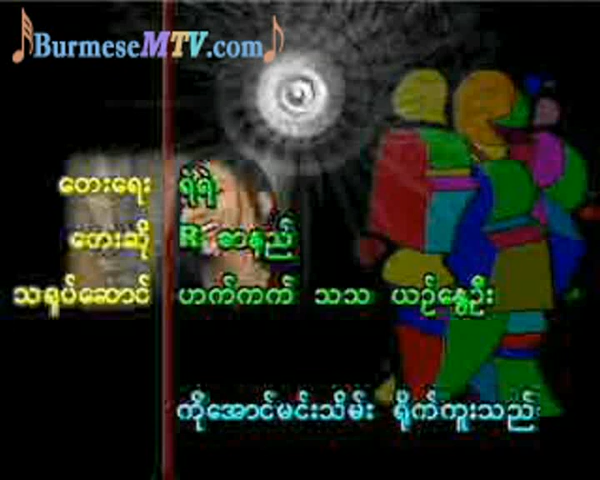 BurmeseMTV.com
တေးရေး ရဲရဲ
တေးဆို R ဇာနည်
သရုပ်ဆောင် ဟက်ကက် သသ ယဉ်နွေဦး
ကိုအောင်မင်းသိမ်း ရိုက်ကူးသည်